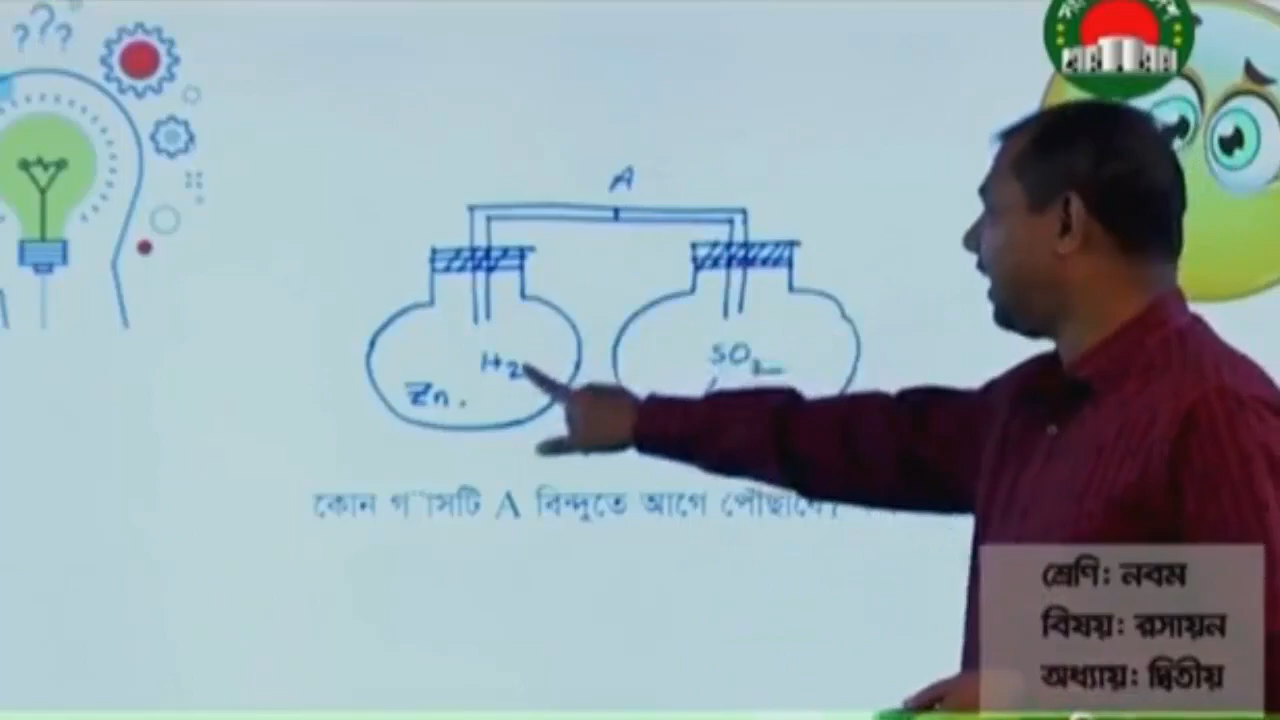 ???
A
H2
SO2
Zn.
কোন গ্যাসটি A বিন্দুতে আগে পৌঁছাবে?
শ্রেণি: নবম
বিষয়: রসায়ন
অধ্যায়: দ্বিতীয়